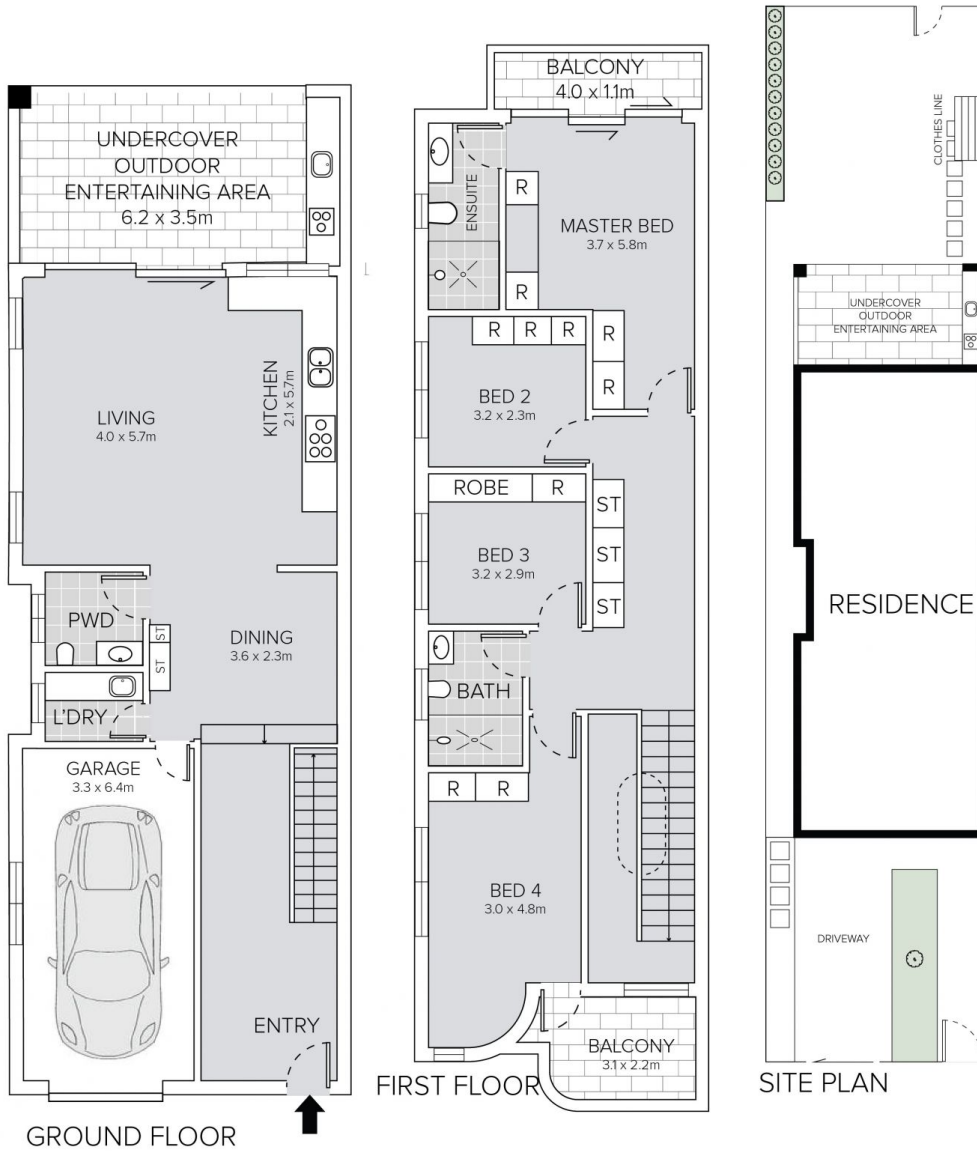 UNDERCOVER
OUTDOOR
ENTERTAINING AREA
6.2 x 3.5m
LIVING
4.0 x 5.7m
KITCHEN
2.1 x 5.7m
PWD
ST
ST
DINING
3.6 x 2.3m
L'DRY
GARAGE
3.3 x 6.4m
ENTRY
GROUND FLOOR
BALCONY
4.0 x 1.1m
ENSUITE
R
MASTER BED
3.7 x 5.8m
R
R
R
R
R
R
BED 2
3.2 x 2.3m
ROBE
R
ST
BED 3
3.2 x 2.9m
ST
ST
BATH
R
R
BED 4
3.0 x 4.8m
BALCONY
3.1 x 2.2m
FIRST FLOOR
CLOTHES LINE
UNDERCOVER
OUTDOOR
ENTERTAINING AREA
RESIDENCE
DRIVEWAY
SITE PLAN